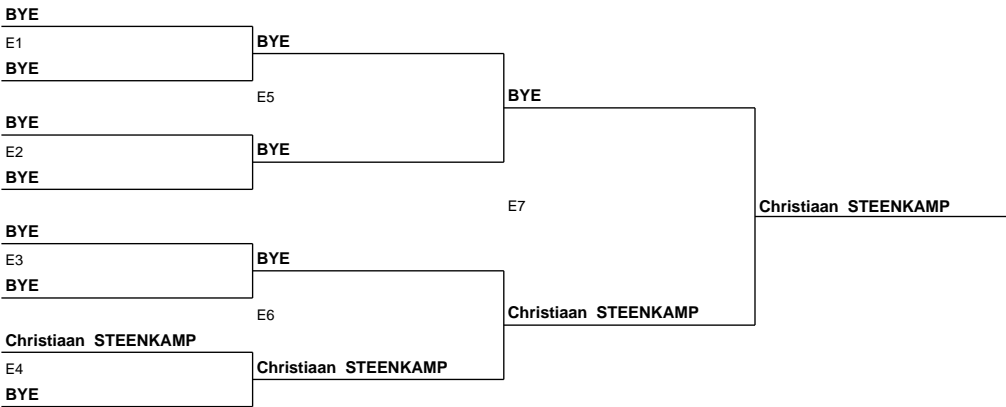 BYE
E1
BYE
BYE
E5
BYE
BYE
E2
BYE
BYE
E7
Christiaan STEENKAMP
BYE
E3
BYE
BYE
E6
Christiaan STEENKAMP
Christiaan STEENKAMP
E4
Christiaan STEENKAMP
BYE